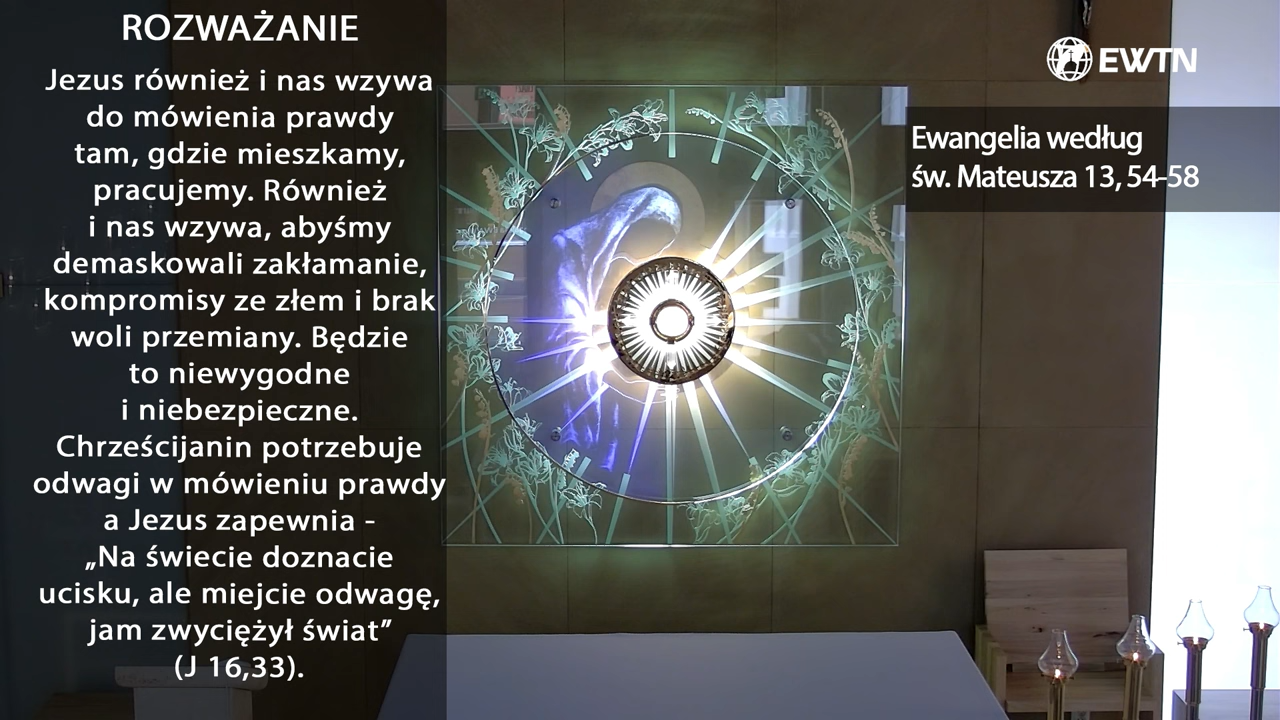 ROZWAŻANIE
Jezus również i nas wzywa
do mówienia prawdy
tam, gdzie mieszkamy,
pracujemy. Również
i nas wzywa, abyśmy
demaskowali zakłamanie,
kompromisy ze złem i brak
woli przemiany. Będzie
to niewygodne
i niebezpieczne.
Chrześcijanin potrzebuje
odwagi w mówieniu prawdy
a Jezus zapewnia -
„Na świecie doznacie
ucisku, ale miejcie odwagę,
jam zwyciężył świat”
(J 16,33).
EWTN
Ewangelia według
św. Mateusza 13, 54-58